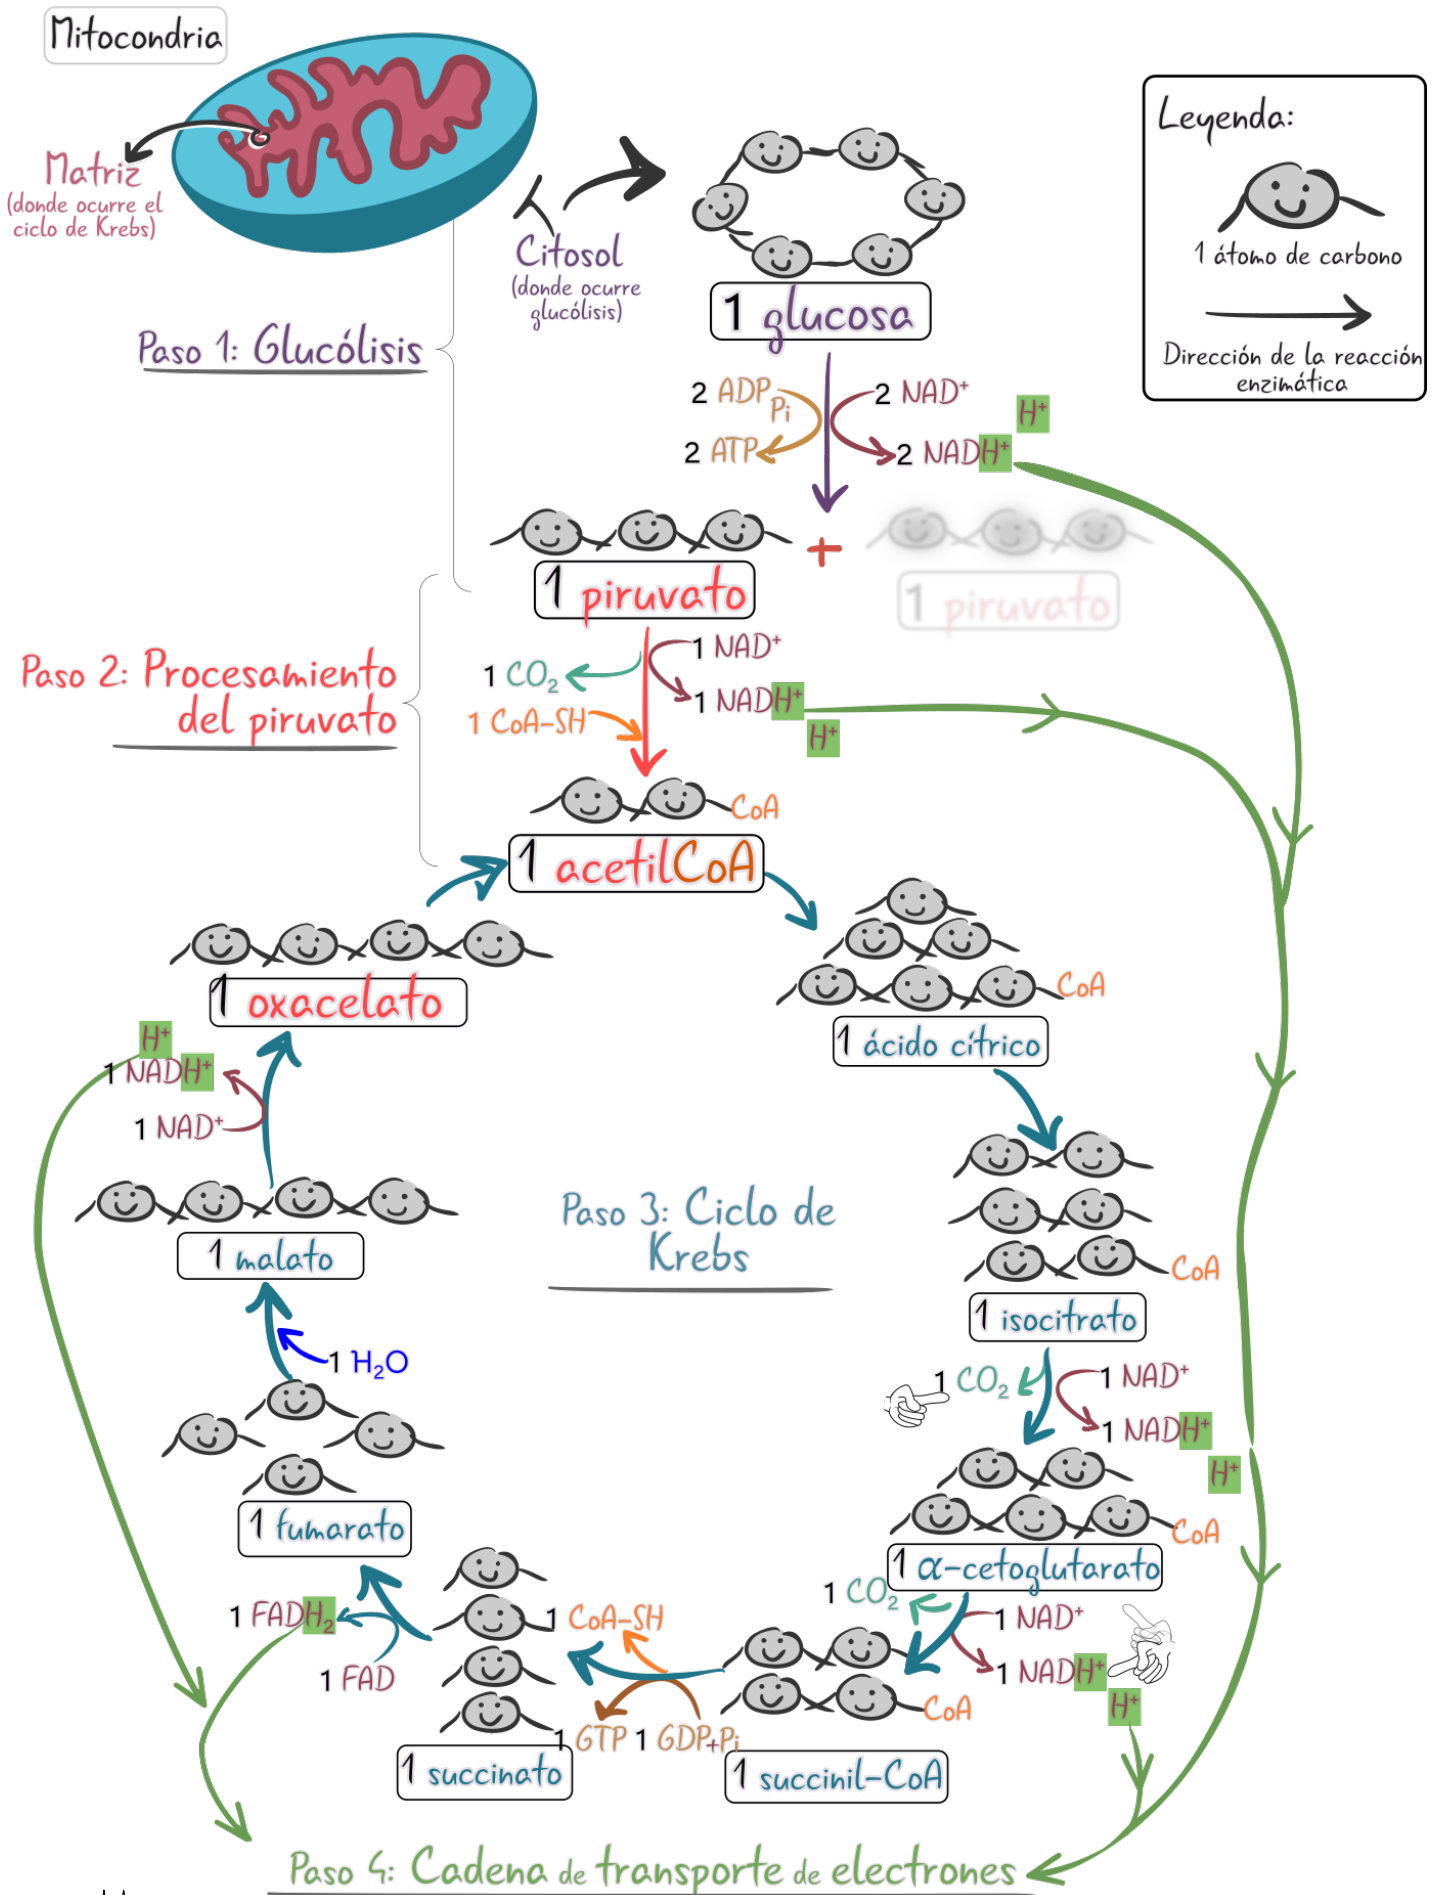 Mitocondria
Matriz
(donde ocurre el
ciclo de Krebs)
Citosol
(donde ocurre
glucólisis)
Leyenda:
1 átomo de carbono
Dirección de la reacción
enzimática
1 glucosa
Paso 1: Glucólisis
2 ADP
Pi
2 ATP
2 NAD+
H+
2 NADH+
1 piruvato
+
1 piruvato
Paso 2: Procesamiento
del piruvato
1 NAD+
1 CO2
1 NADH+
H+
1 CoA-SH
CoA
1 acetilCoA
1 oxacelato
CoA
1 ácido cítrico
H+
1 NADH+
1 NAD+
1 malato
Paso 3: Ciclo de
Krebs
CoA
1 isocitrato
1 H2O
1 CO2
1 NAD+
1 NADH+
H+
1 fumarato
CoA
1 α-cetoglutarato
1 CO2
1 NAD+
1 NADH+
H+
1 FADH2
1 FAD
1 CoA-SH
CoA
1 GTP
1 GDP+Pi
1 succinato
1 succinil-CoA
Paso 4: Cadena de transporte de electrones